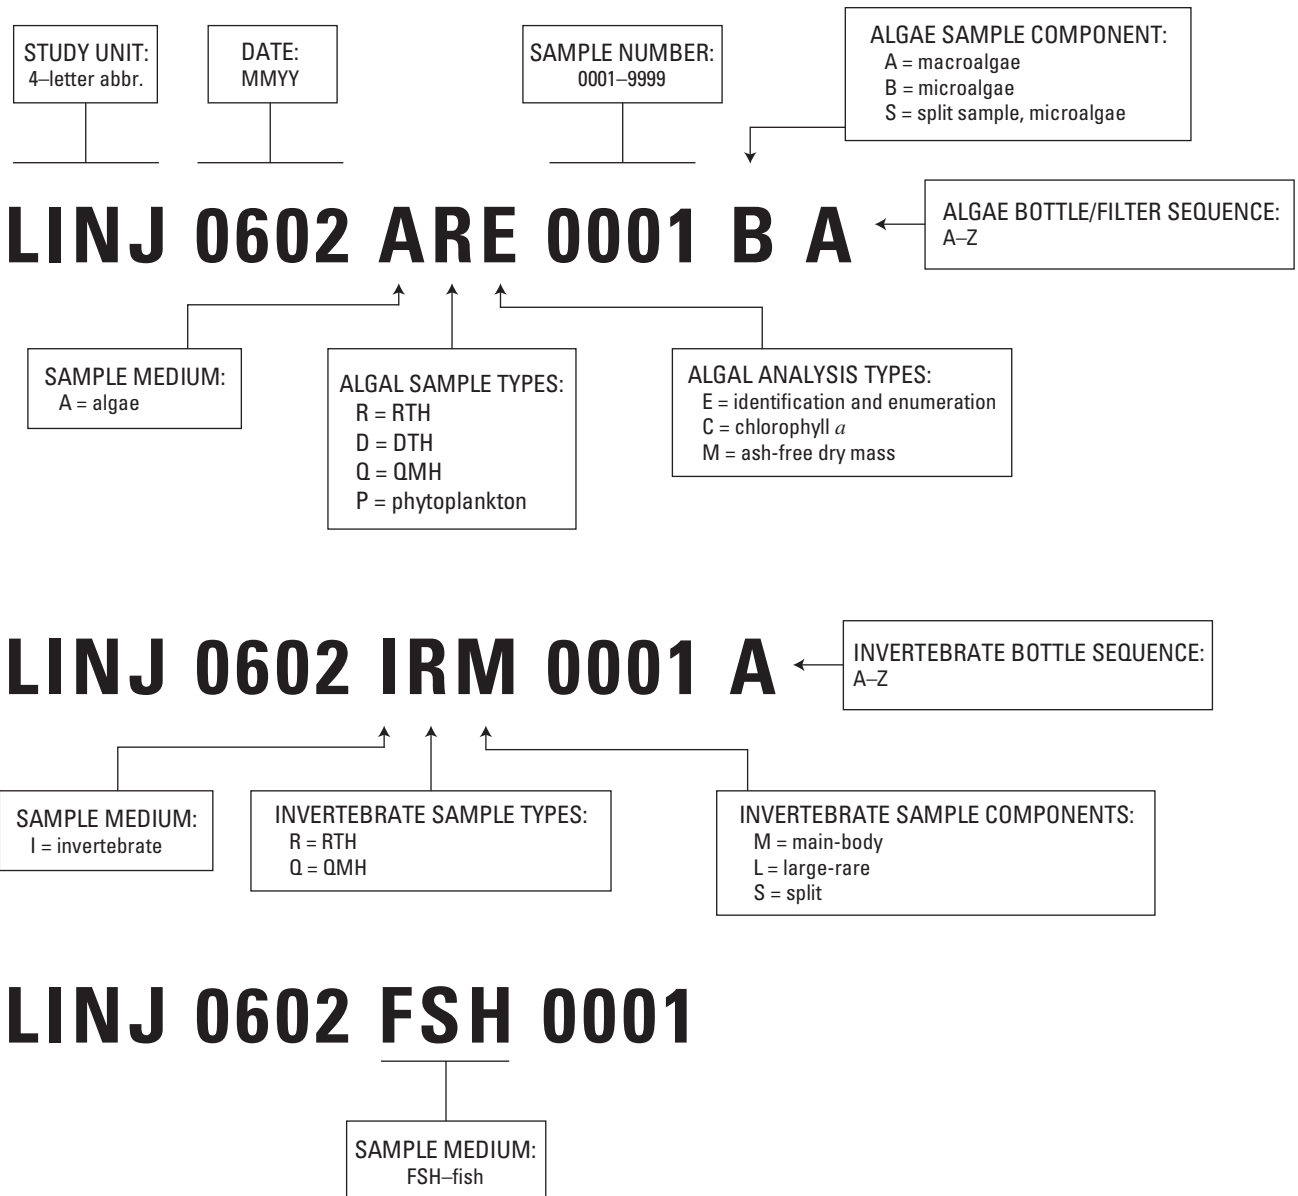 STUDY UNIT:
4–letter abbr.
DATE:
MMYY
SAMPLE NUMBER:
0001–9999
ALGAE SAMPLE COMPONENT:
A = macroalgae
B = microalgae
S = split sample, microalgae
LINJ 0602 ARE 0001 B A
ALGAE BOTTLE/FILTER SEQUENCE:
A–Z
SAMPLE MEDIUM:
A = algae
ALGAL SAMPLE TYPES:
R = RTH
D = DTH
Q = QMH
P = phytoplankton
ALGAL ANALYSIS TYPES:
E = identification and enumeration
C = chlorophyll a
M = ash-free dry mass
LINJ 0602 IRM 0001 A
INVERTEBRATE BOTTLE SEQUENCE:
A–Z
SAMPLE MEDIUM:
I = invertebrate
INVERTEBRATE SAMPLE TYPES:
R = RTH
Q = QMH
INVERTEBRATE SAMPLE COMPONENTS:
M = main-body
L = large-rare
S = split
LINJ 0602 FSH 0001
SAMPLE MEDIUM:
FSH–fish